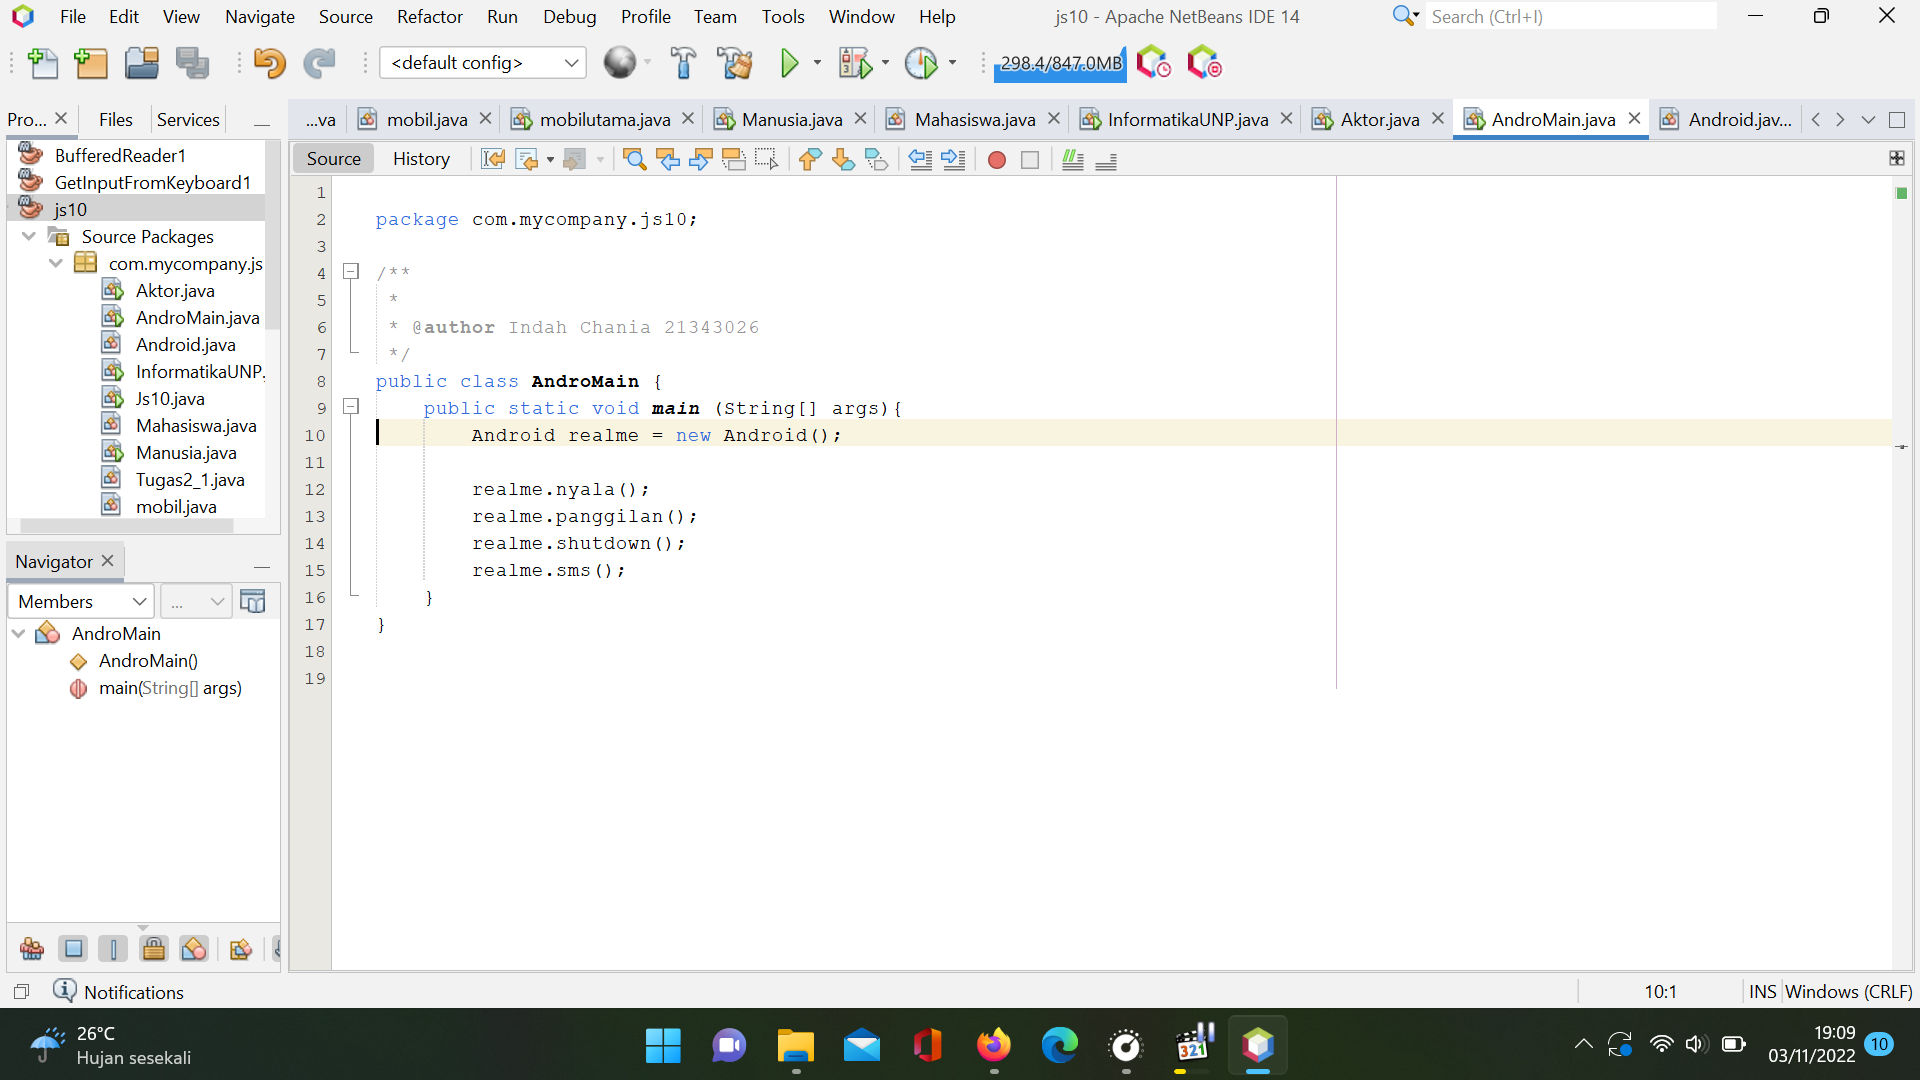 File Edit View Navigate Source Refactor Run Debug Profile Team Tools Window Help js10 - Apache NetBeans IDE 14 Search (Ctrl+I)
<default config> 298.4/847.0MB
Pro... Files Services ...va mobil.java mobilutama.java Manusia.java Mahasiswa.java InformatikaUNP.java Aktor.java AndroMain.java Android.jav...
Source History
BufferedReader1
GetInputFromKeyboard1
js10
Source Packages
com.mycompany.js
Aktor.java
AndroMain.java
Android.java
InformatikaUNP.
Js10.java
Mahasiswa.java
Manusia.java
Tugas2_1.java
mobil.java
Navigator
Members ...
AndroMain
AndroMain()
main(String[] args)
1
2 package com.mycompany.js10;
3
4 /**
5 *
6 * @author Indah Chania 21343026
7 */
8 public class AndroMain {
9 public static void main (String[] args){
10 Android realme = new Android();
11
12 realme.nyala();
13 realme.panggilan();
14 realme.shutdown();
15 realme.sms();
16 }
17 }
18
19
Notifications 10:1 INS Windows (CRLF)
26°C
Hujan sesekali
321
19:09
03/11/2022
10